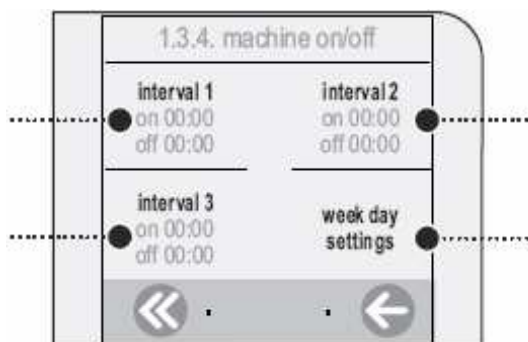 1.3.4. machine on/off
interval 1
on 00:00
off 00:00
interval 2
on 00:00
off 00:00
interval 3
on 00:00
off 00:00
week day
settings